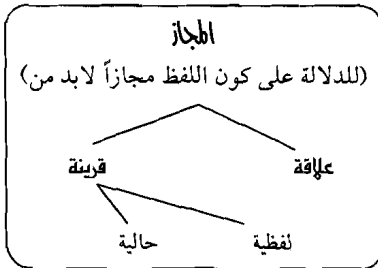 المجاز
(للدلالة على كون اللفظ مجازاً لابد من)
علاقة قرينة
لفظية حالية